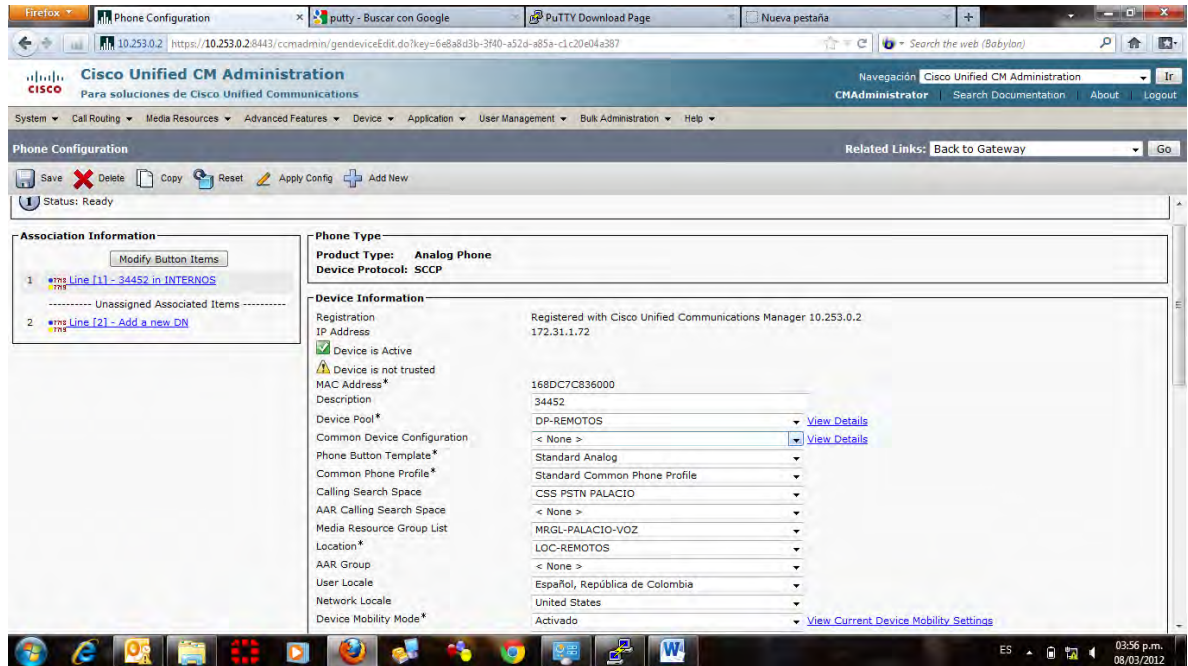 Firefox
Phone Configuration
putty - Buscar con Google
PuTTY Download Page
Nueva pestaña
10.253.0.2
https://10.253.0.2:8443/ccmadmin/gendeviceEdit.do?key=6e8a8d3b-3f40-a52d-a85a-c1c20e04a387
Search the web (Babylon)
cisco
Cisco Unified CM Administration
Para soluciones de Cisco Unified Communications
Navegación Cisco Unified CM Administration Ir
CMAdministrator | Search Documentation | About | Logout
System Call Routing Media Resources Advanced Features Device Application User Management Bulk Administration Help
Phone Configuration
Related Links: Back to Gateway Go
Save Delete Copy Reset Apply Config Add New
Status: Ready
Association Information
Modify Button Items
1 Line [1] - 34452 in INTERNOS
---------- Unassigned Associated Items ----------
2 Line [2] - Add a new DN
Phone Type
Product Type: Analog Phone
Device Protocol: SCCP
Device Information
Registration Registered with Cisco Unified Communications Manager 10.253.0.2
IP Address 172.31.1.72
Device is Active
Device is not trusted
MAC Address* 168DC7C836000
Description 34452
Device Pool* DP-REMOTOS View Details
Common Device Configuration < None > View Details
Phone Button Template* Standard Analog
Common Phone Profile* Standard Common Phone Profile
Calling Search Space CSS PSTN PALACIO
AAR Calling Search Space < None >
Media Resource Group List MRGL-PALACIO-VOZ
Location* LOC-REMOTOS
AAR Group < None >
User Locale Español, República de Colombia
Network Locale United States
Device Mobility Mode* Activado View Current Device Mobility Settings
ES
03:56 p.m.
08/03/2012